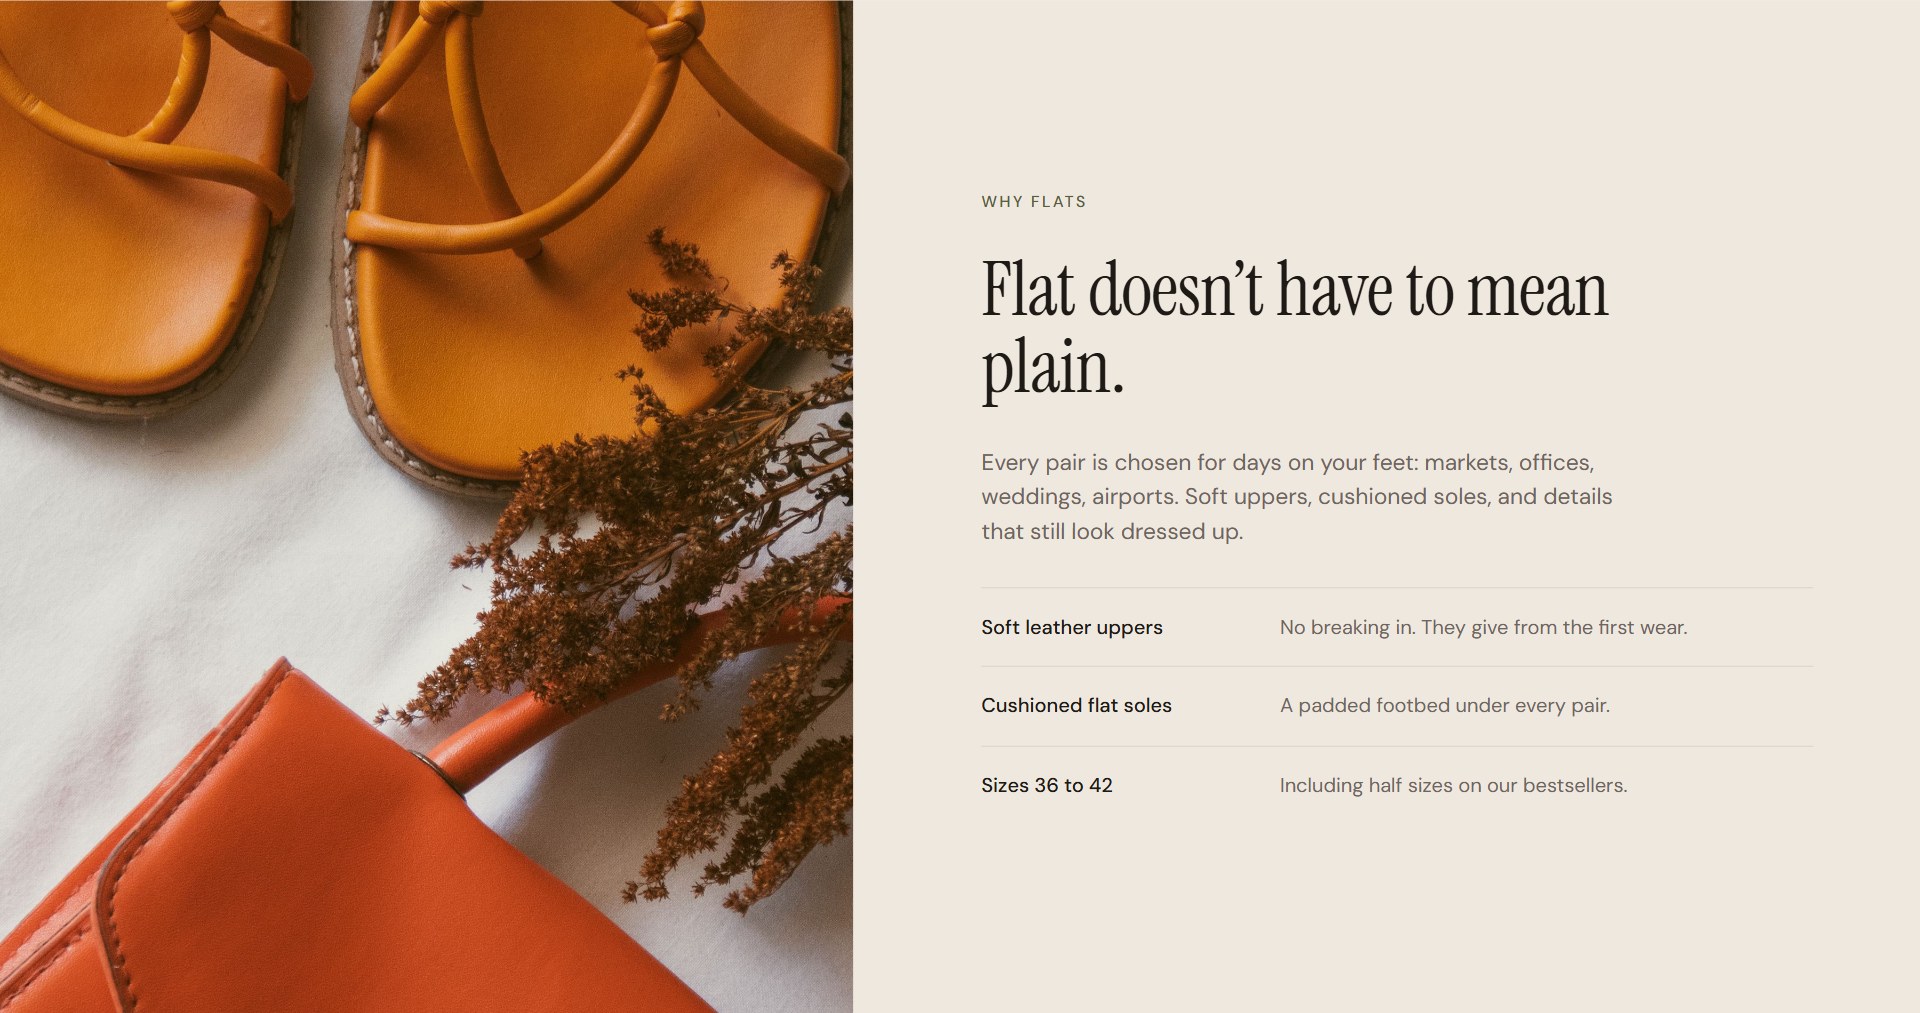 WHY FLATS
Flat doesn’t have to mean
plain.
Every pair is chosen for days on your feet: markets, offices,
weddings, airports. Soft uppers, cushioned soles, and details
that still look dressed up.
Soft leather uppers
No breaking in. They give from the first wear.
Cushioned flat soles
A padded footbed under every pair.
Sizes 36 to 42
Including half sizes on our bestsellers.